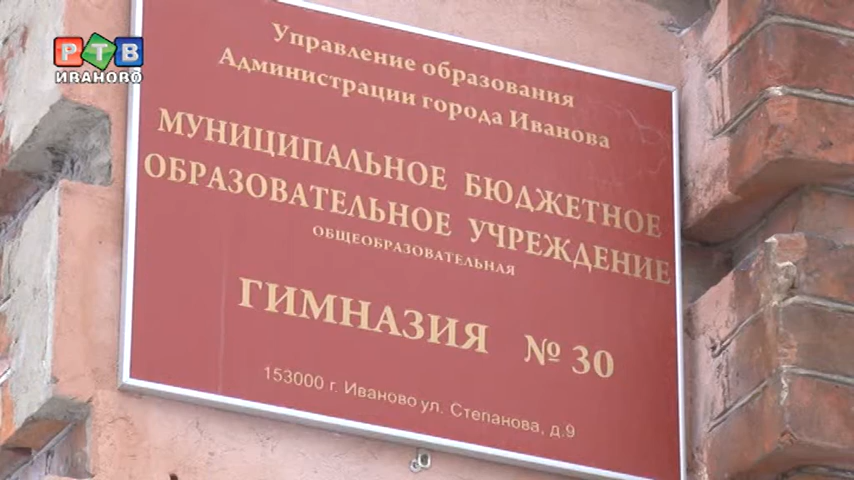 РТВ
ИВАНОВО
Управление образования
Администрации города Иванова
МУНИЦИПАЛЬНОЕ БЮДЖЕТНОЕ
ОБРАЗОВАТЕЛЬНОЕ УЧРЕЖДЕНИЕ
ОБЩЕОБРАЗОВАТЕЛЬНАЯ
ГИМНАЗИЯ № 30
153000 г. Иваново ул. Степанова, д.9